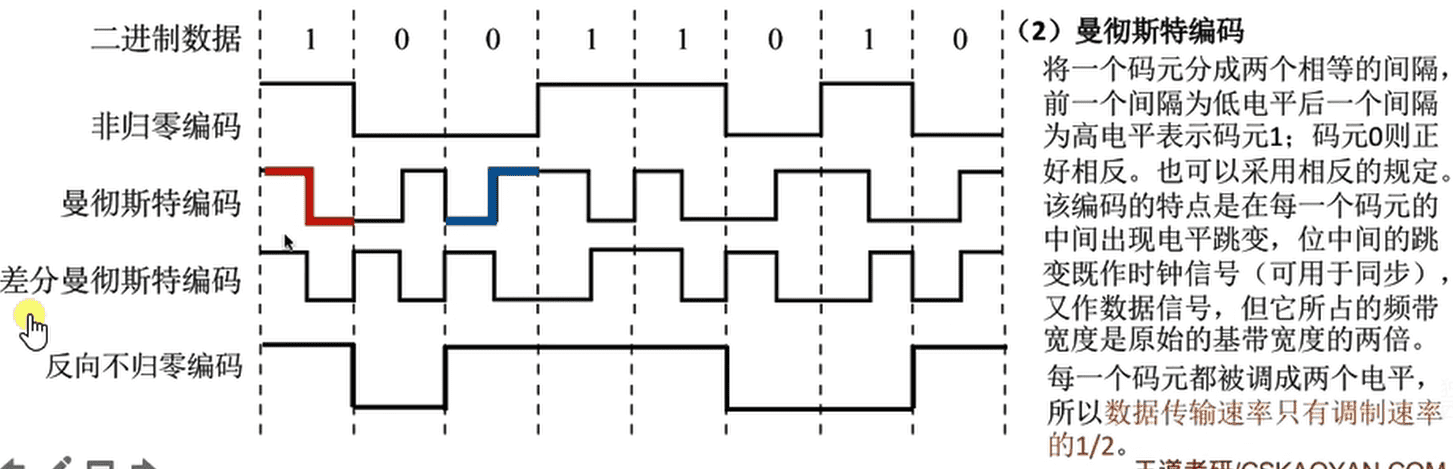 二进制数据 1 0 0 1 1 0 1 0
非归零编码
曼彻斯特编码
差分曼彻斯特编码
反向不归零编码
（2）曼彻斯特编码
将一个码元分成两个相等的间隔，
前一个间隔为低电平后一个间隔
为高电平表示码元1；码元0则正
好相反。也可以采用相反的规定。
该编码的特点是在每一个码元的
中间出现电平跳变，位中间的跳
变既作时钟信号（可用于同步），
又作数据信号，但它所占的频带
宽度是原始的基带宽度的两倍。
每一个码元都被调成两个电平，
所以数据传输速率只有调制速率
的1/2。
王道考研/CSKAOYAN.COM